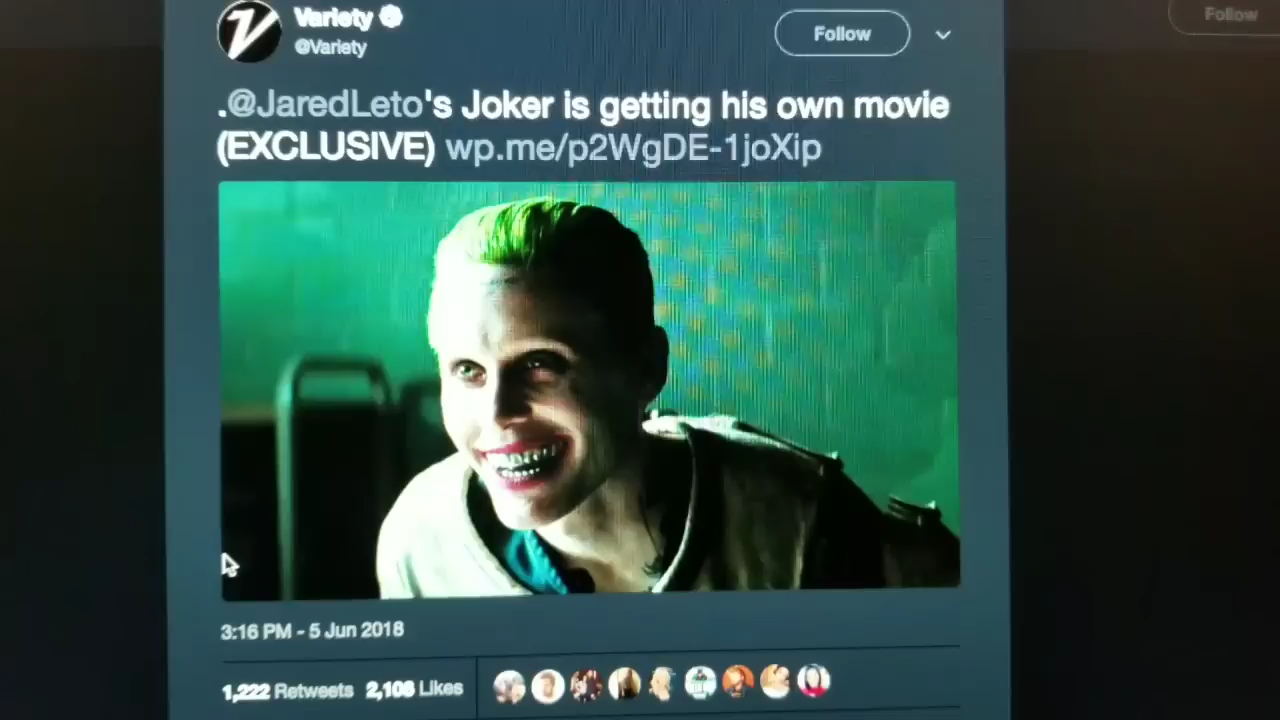 Variety
@Variety
Follow
Follow
.@JaredLeto's Joker is getting his own movie
(EXCLUSIVE) wp.me/p2WgDE-1joXip
3:16 PM - 5 Jun 2018
1,222 Retweets 2,108 Likes